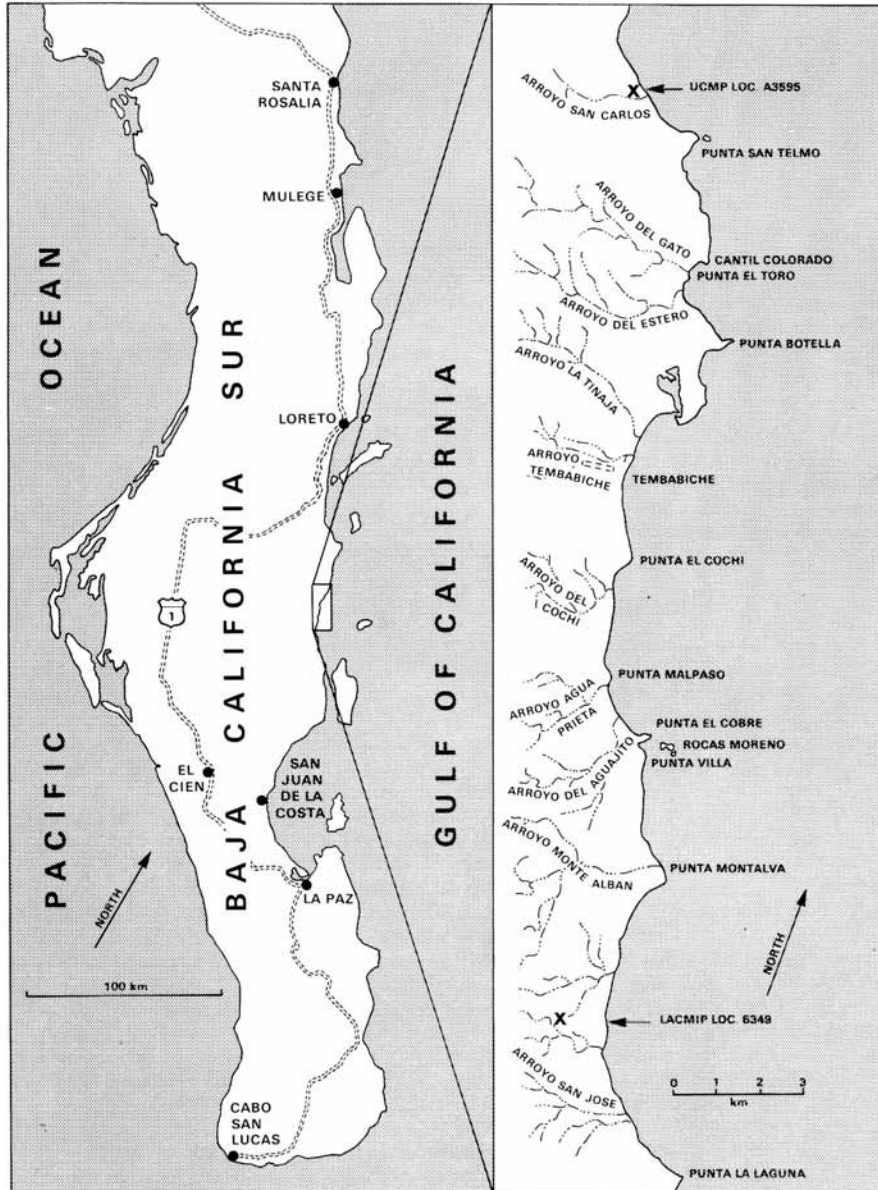 SANTA
ROSALIA
MULEGE
LORETO
PACIFIC OCEAN
BAJA CALIFORNIA SUR
GULF OF CALIFORNIA
1
EL
CIEN
SAN
JUAN
DE LA
COSTA
LA PAZ
NORTH
100 km
CABO
SAN
LUCAS
UCMP LOC. A3595
X
ARROYO SAN CARLOS
PUNTA SAN TELMO
ARROYO DEL GATO
CANTIL COLORADO
PUNTA EL TORO
ARROYO DEL ESTERO
PUNTA BOTELLA
ARROYO LA TINAJA
ARROYO
TEMBABICHE
TEMBABICHE
PUNTA EL COCHI
ARROYO DEL
COCHI
PUNTA MALPASO
ARROYO AGUA
PRIETA
PUNTA EL COBRE
ROCAS MORENO
PUNTA VILLA
ARROYO DEL AGUAJITO
ARROYO MONTE
ALBAN
PUNTA MONTALVA
NORTH
X
LACMIP LOC. 6349
ARROYO SAN JOSE
0 1 2 3
km
PUNTA LA LAGUNA